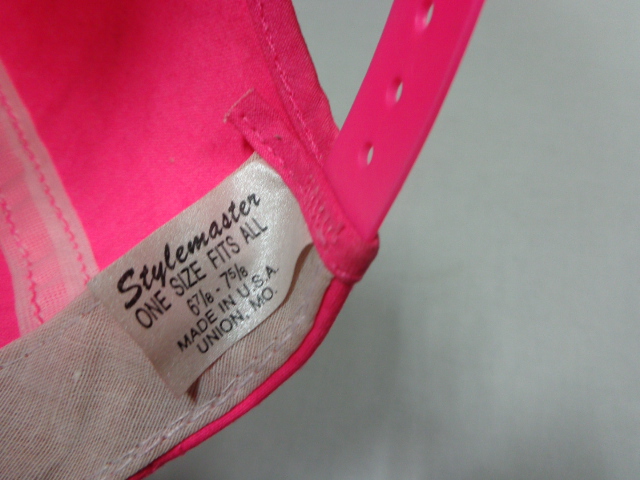 Stylemaster
ONE SIZE FITS ALL
6⅞ - 7⅝
MADE IN U.S.A.
UNION, MO.